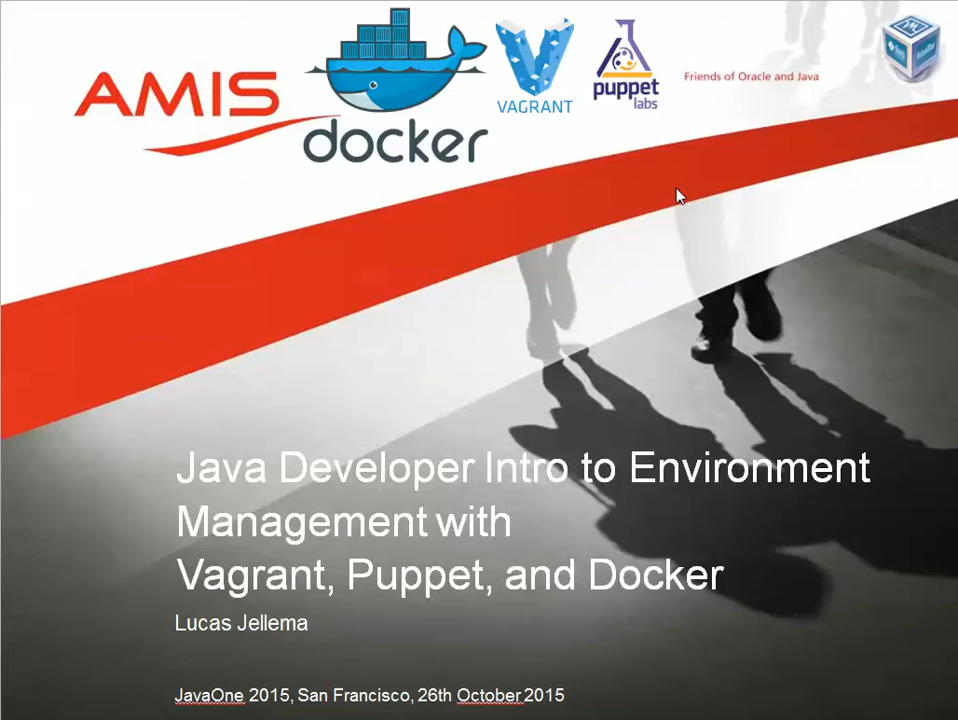 AMIS
docker
VAGRANT
puppet
labs
Friends of Oracle and Java
Java Developer Intro to Environment
Management with
Vagrant, Puppet, and Docker
Lucas Jellema
JavaOne 2015, San Francisco, 26th October 2015